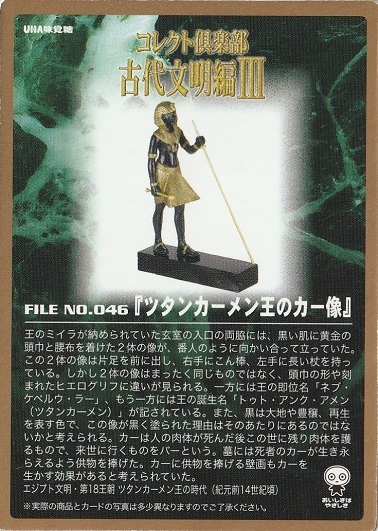 UHA味覚糖
コレクト倶楽部
古代文明編III
FILE NO.046『ツタンカーメン王のカー像』
王のミイラが納められていた玄室の入口の両脇には、黒い肌に黄金の
頭巾と腰布を着けた2体の像が、番人のように向かい合って立っていた。
この2体の像は片足を前に出し、右手にこん棒、左手に長い杖を持っ
ている。しかし2体の像はまったく同じものではなく、頭巾の形や刻
まれたヒエログリフに違いが見られる。一方には王の即位名「ネブ・
ケペルウ・ラー」、もう一方には王の誕生名「トゥト・アンク・アメン
（ツタンカーメン）」が記されている。また、黒は大地や豊穣、再生
を表す色で、この像が黒く塗られた理由はそのあたりにあるのではな
いかと考えられる。カーは人の肉体が死んだ後この世に残り肉体を護
るもので、来世に行くものをバーという。墓には死者のカーが生き永
らえるよう供物を捧げた。カーに供物を捧げる壁画もカーを
生かす効果があると考えられていた。
エジプト文明・第18王朝 ツタンカーメン王の時代（紀元前14世紀頃）
※実際の商品とカードの写真は多少異なりますのでご了承ください。
おいしさは
やさしさ